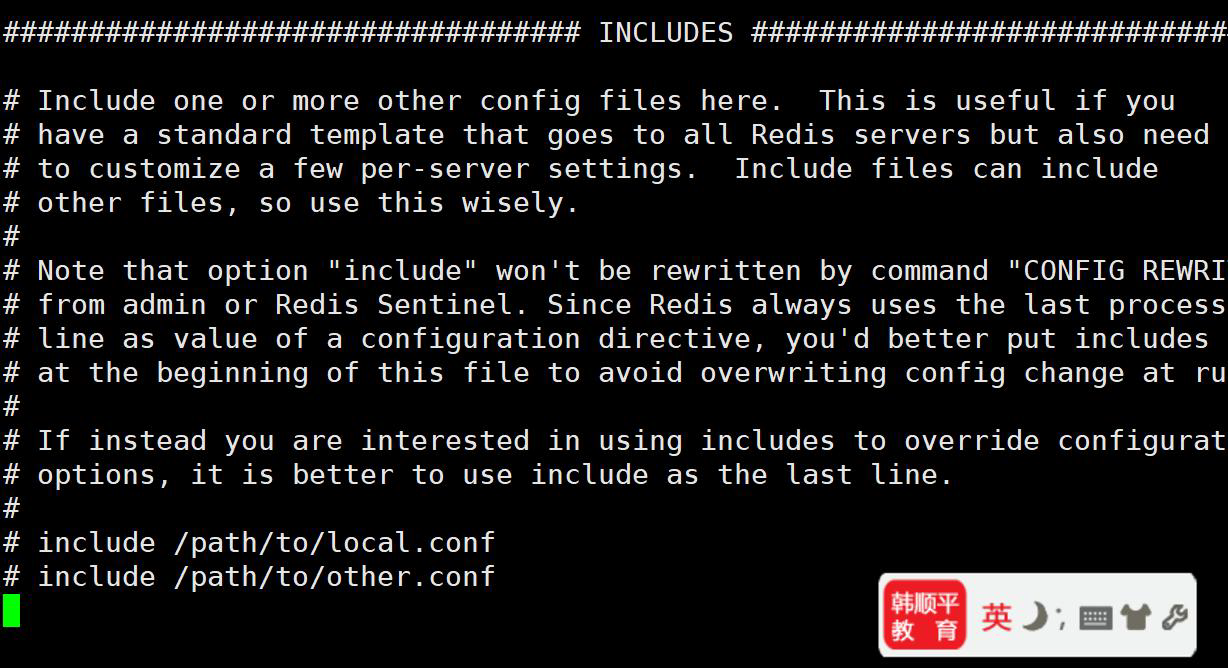 ################################## INCLUDES ############################
# Include one or more other config files here.  This is useful if you
# have a standard template that goes to all Redis servers but also need
# to customize a few per-server settings.  Include files can include
# other files, so use this wisely.
#
# Note that option "include" won't be rewritten by command "CONFIG REWRI
# from admin or Redis Sentinel. Since Redis always uses the last process
# line as value of a configuration directive, you'd better put includes
# at the beginning of this file to avoid overwriting config change at ru
#
# If instead you are interested in using includes to override configurat
# options, it is better to use include as the last line.
#
# include /path/to/local.conf
# include /path/to/other.conf
韩顺平
教 育
英 ;